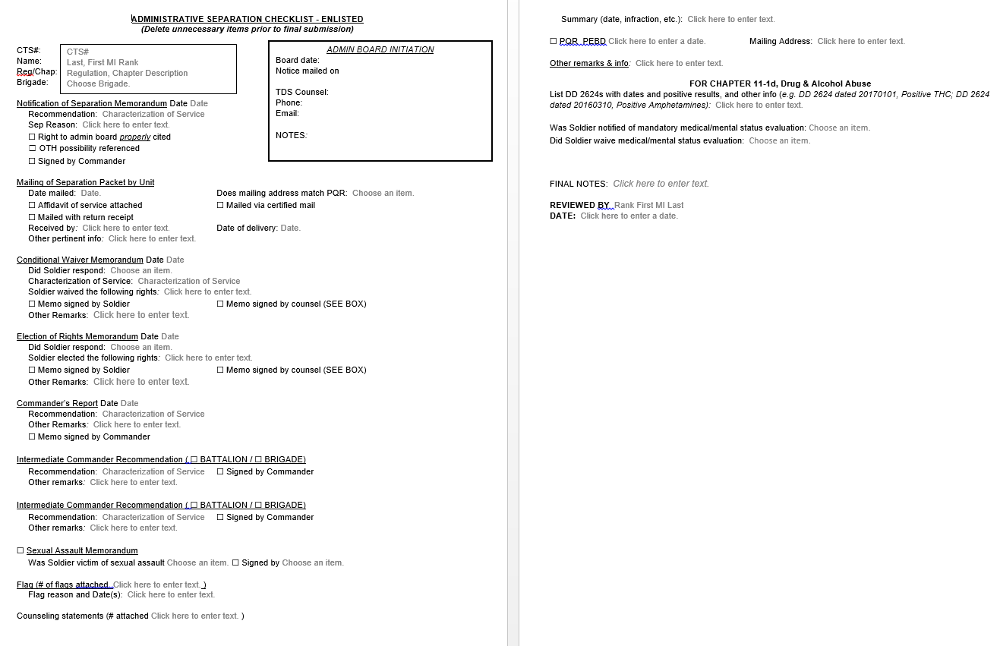 ADMINISTRATIVE SEPARATION CHECKLIST - ENLISTED
(Delete unnecessary items prior to final submission)
CTS#: CTS#
Name: Last, First MI Rank
Reg/Chap: Regulation, Chapter Description
Brigade: Choose Brigade.
ADMIN BOARD INITIATION
Board date:
Notice mailed on
TDS Counsel:
Phone:
Email:
NOTES:
Notification of Separation Memorandum Date Date
Recommendation: Characterization of Service
Sep Reason: Click here to enter text.
☐ Right to admin board properly cited
☐ OTH possibility referenced
☐ Signed by Commander
Mailing of Separation Packet by Unit
Date mailed: Date. Does mailing address match PQR: Choose an item.
☐ Affidavit of service attached ☐ Mailed via certified mail
☐ Mailed with return receipt
Received by: Click here to enter text. Date of delivery: Date.
Other pertinent info: Click here to enter text.
Conditional Waiver Memorandum Date Date
Did Soldier respond: Choose an item.
Characterization of Service: Characterization of Service
Soldier waived the following rights: Click here to enter text.
☐ Memo signed by Soldier ☐ Memo signed by counsel (SEE BOX)
Other Remarks: Click here to enter text.
Election of Rights Memorandum Date Date
Did Soldier respond: Choose an item.
Soldier elected the following rights: Click here to enter text.
☐ Memo signed by Soldier ☐ Memo signed by counsel (SEE BOX)
Other Remarks: Click here to enter text.
Commander's Report Date Date
Recommendation: Characterization of Service
Other Remarks: Click here to enter text.
☐ Memo signed by Commander
Intermediate Commander Recommendation ( ☐ BATTALION / ☐ BRIGADE)
Recommendation: Characterization of Service ☐ Signed by Commander
Other remarks: Click here to enter text.
Intermediate Commander Recommendation ( ☐ BATTALION / ☐ BRIGADE)
Recommendation: Characterization of Service ☐ Signed by Commander
Other remarks: Click here to enter text.
☐ Sexual Assault Memorandum
Was Soldier victim of sexual assault Choose an item. ☐ Signed by Choose an item.
Flag (# of flags attached Click here to enter text. )
Flag reason and Date(s): Click here to enter text.
Counseling statements (# attached Click here to enter text. )
Summary (date, infraction, etc.): Click here to enter text.
☐ PQR PEBD Click here to enter a date. Mailing Address: Click here to enter text.
Other remarks & info: Click here to enter text.
FOR CHAPTER 11-1d, Drug & Alcohol Abuse
List DD 2624s with dates and positive results, and other info (e.g. DD 2624 dated 20170101, Positive THC; DD 2624
dated 20160310, Positive Amphetamines): Click here to enter text.
Was Soldier notified of mandatory medical/mental status evaluation: Choose an item.
Did Soldier waive medical/mental status evaluation: Choose an item.
FINAL NOTES: Click here to enter text.
REVIEWED BY Rank First MI Last
DATE: Click here to enter a date.